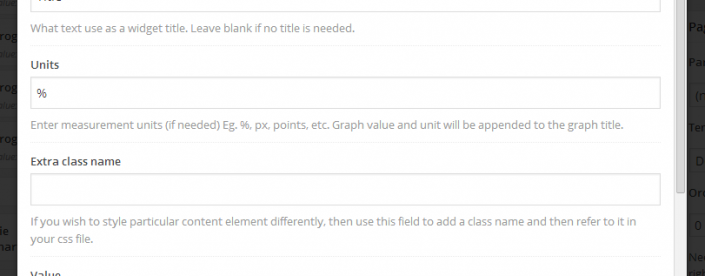 What text use as a widget title. Leave blank if no title is needed.
Units
%
Enter measurement units (if needed) Eg. %, px, points, etc. Graph value and unit will be appended to the graph title.
Extra class name
If you wish to style particular content element differently, then use this field to add a class name and then refer to it in
your css file.
Value